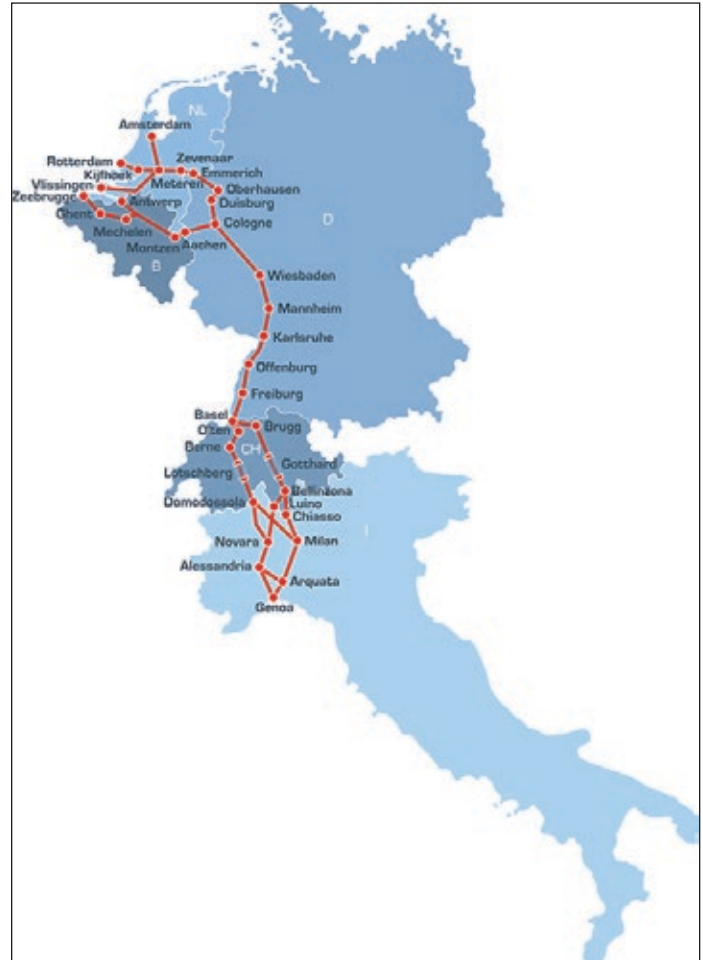 NL
Amsterdam
Rotterdam
Zevenaar
Kijfhoek
Emmerich
Vlissingen
Meteren
Oberhausen
Zeebrugge
Antwerp
Duisburg
Ghent
Cologne
D
Mechelen
Montzen
Aachen
B
Wiesbaden
Mannheim
Karlsruhe
Offenburg
Freiburg
Basel
Olten
Brugg
Berne
CH
Gotthard
Lotschberg
Bellinzona
Domodossola
Luino
Chiasso
I
Novara
Milan
Alessandria
Arquata
Genoa